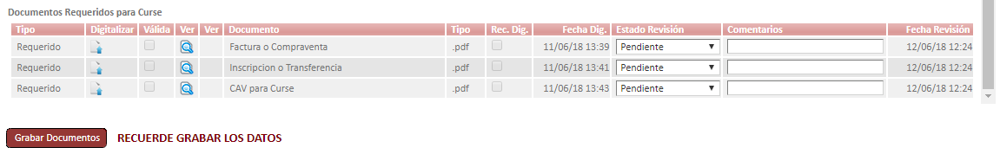 Documentos Requeridos para Curse
Tipo Digitalizar Válida Ver Ver Documento Tipo Rec. Dig. Fecha Dig. Estado Revisión Comentarios Fecha Revisión
Requerido Factura o Compraventa .pdf 11/06/18 13:39 Pendiente 12/06/18 12:24
Requerido Inscripcion o Transferencia .pdf 11/06/18 13:41 Pendiente 12/06/18 12:24
Requerido CAV para Curse .pdf 11/06/18 13:43 Pendiente 12/06/18 12:24
Grabar Documentos RECUERDE GRABAR LOS DATOS